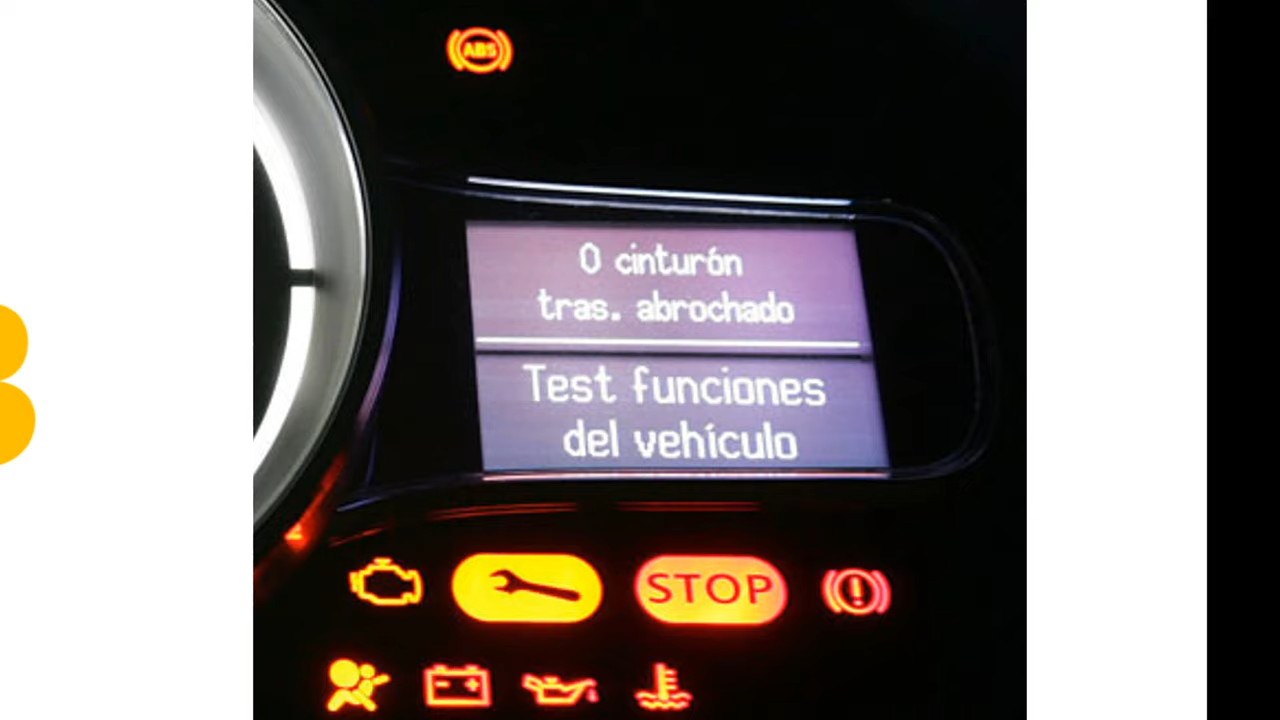 ABS
0 cinturón
tras. abrochado
Test funciones
del vehículo
STOP